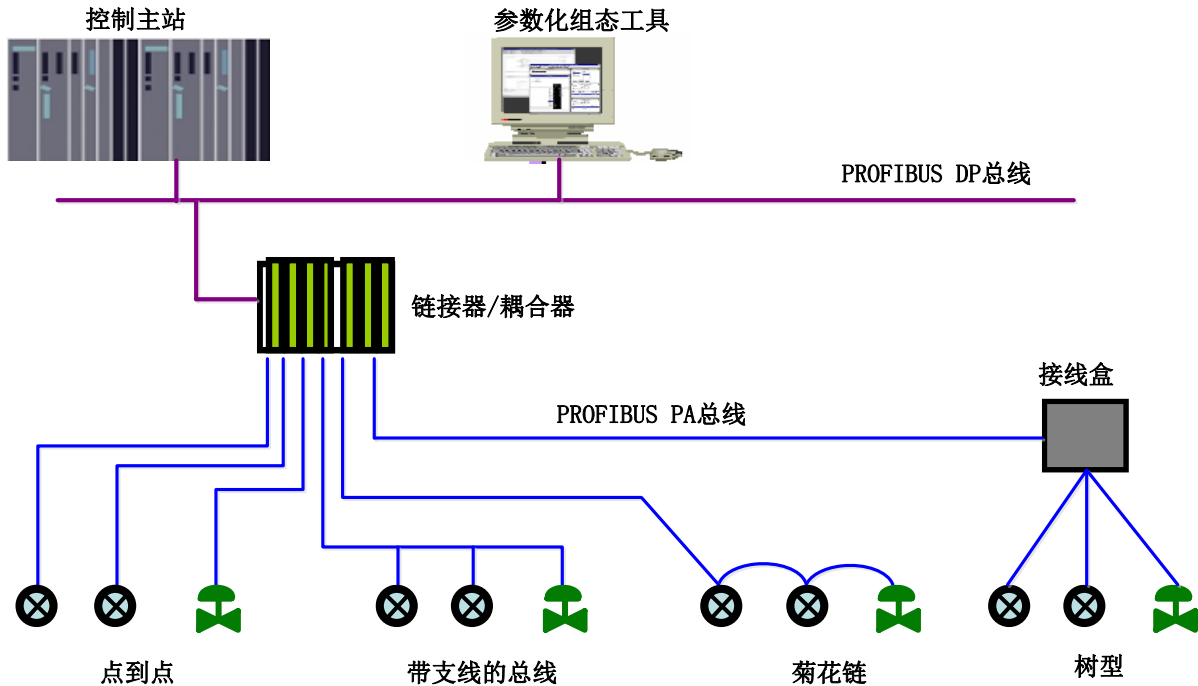 控制主站
参数化组态工具
PROFIBUS DP总线
链接器/耦合器
接线盒
PROFIBUS PA总线
点到点
带支线的总线
菊花链
树型